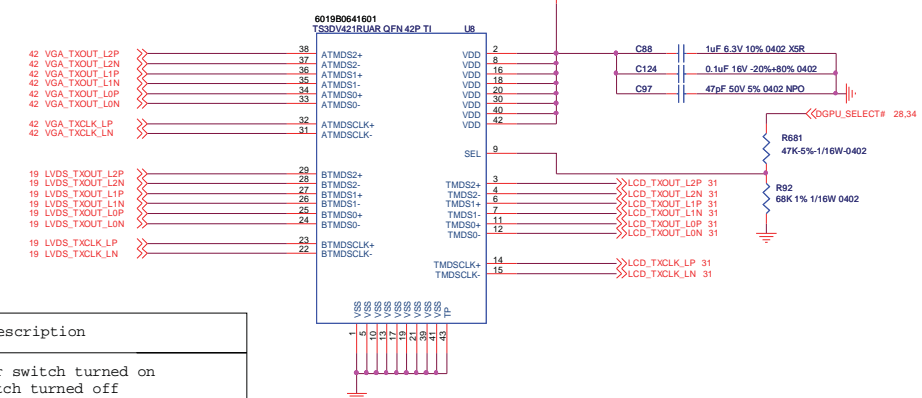 6019B0641601
TS3DV421RUAR QFN 42P TI U8
42 VGA_TXOUT_L2P 38 ATMDS2+
42 VGA_TXOUT_L2N 37 ATMDS2-
42 VGA_TXOUT_L1P 36 ATMDS1+
42 VGA_TXOUT_L1N 35 ATMDS1-
42 VGA_TXOUT_L0P 34 ATMDS0+
42 VGA_TXOUT_L0N 33 ATMDS0-
42 VGA_TXCLK_LP 32 ATMDSCLK+
42 VGA_TXCLK_LN 31 ATMDSCLK-
19 LVDS_TXOUT_L2P 29 BTMDS2+
19 LVDS_TXOUT_L2N 28 BTMDS2-
19 LVDS_TXOUT_L1P 27 BTMDS1+
19 LVDS_TXOUT_L1N 26 BTMDS1-
19 LVDS_TXOUT_L0P 25 BTMDS0+
19 LVDS_TXOUT_L0N 24 BTMDS0-
19 LVDS_TXCLK_LP 23 BTMDSCLK+
19 LVDS_TXCLK_LN 22 BTMDSCLK-
VDD 2
VDD 8
VDD 16
VDD 18
VDD 20
VDD 30
VDD 40
VDD 42
SEL 9
TMDS2+ 3 LCD_TXOUT_L2P 31
TMDS2- 4 LCD_TXOUT_L2N 31
TMDS1+ 6 LCD_TXOUT_L1P 31
TMDS1- 7 LCD_TXOUT_L1N 31
TMDS0+ 11 LCD_TXOUT_L0P 31
TMDS0- 12 LCD_TXOUT_L0N 31
TMDSCLK+ 14 LCD_TXCLK_LP 31
TMDSCLK- 15 LCD_TXCLK_LN 31
VSS VSS VSS VSS VSS VSS VSS VSS VSS TP
1 5 10 13 17 19 21 39 41 43
C88 1uF 6.3V 10% 0402 X5R
C124 0.1uF 16V -20%+80% 0402
C97 47pF 50V 5% 0402 NPO
DGPU_SELECT# 28,34
R681
47K-5%-1/16W-0402
R92
68K 1% 1/16W 0402
escription
switch turned on
tch turned off